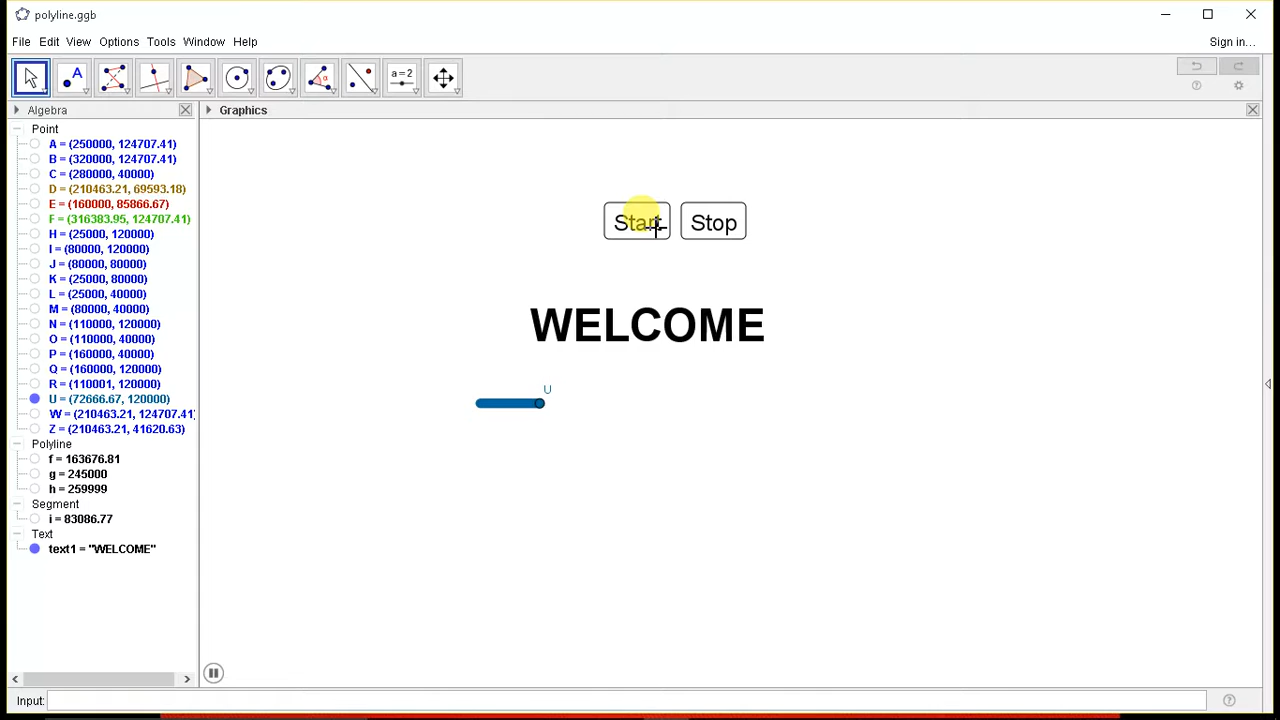 polyline.ggb
File Edit View Options Tools Window Help
Sign in...
A
α
a=2
Algebra
Graphics
Point
A = (250000, 124707.41)
B = (320000, 124707.41)
C = (280000, 40000)
D = (210463.21, 69593.18)
E = (160000, 85866.67)
F = (316383.95, 124707.41)
H = (25000, 120000)
I = (80000, 120000)
J = (80000, 80000)
K = (25000, 80000)
L = (25000, 40000)
M = (80000, 40000)
N = (110000, 120000)
O = (110000, 40000)
P = (160000, 40000)
Q = (160000, 120000)
R = (110001, 120000)
U = (72666.67, 120000)
W = (210463.21, 124707.41)
Z = (210463.21, 41620.63)
Polyline
f = 163676.81
g = 245000
h = 259999
Segment
i = 83086.77
Text
text1 = "WELCOME"
Start Stop
WELCOME
U
Input: